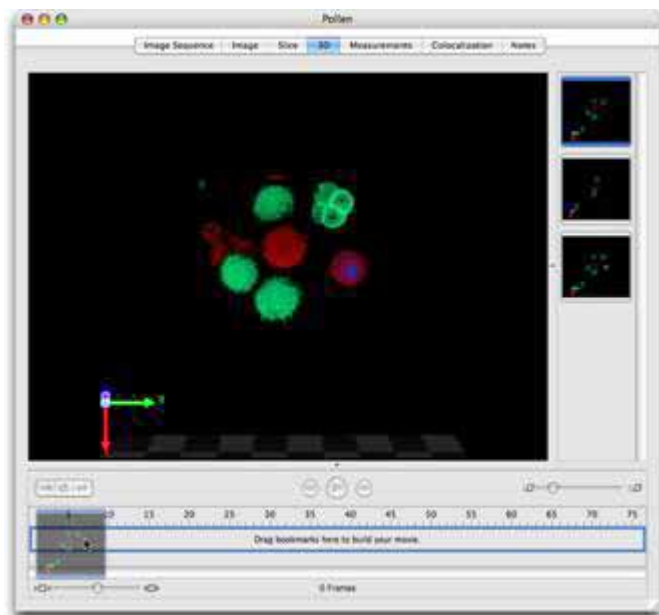 Pollen
Image Sequence Image Slice 3D Measurements Colocalization Notes
5 10 15 20 25 30 35 40 45 50 55 60 65 70 75
Drag bookmarks here to build your movie.
0 Frames